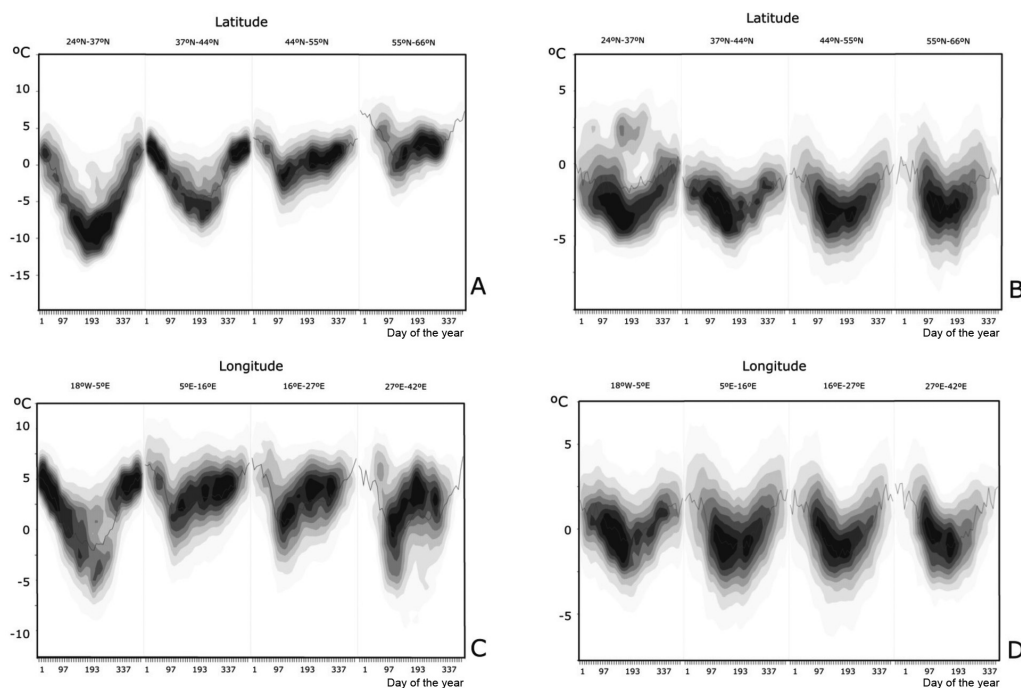 Latitude
ºC
24ºN-37ºN 37ºN-44ºN 44ºN-55ºN 55ºN-66ºN
10
5
0
-5
-10
-15
A
1 97 193 337 1 97 193 337 1 97 193 337 1 97 193 337
Day of the year
Latitude
ºC
24ºN-37ºN 37ºN-44ºN 44ºN-55ºN 55ºN-66ºN
5
0
-5
B
1 97 193 337 1 97 193 337 1 97 193 337 1 97 193 337
Day of the year
Longitude
ºC
18ºW-5ºE 5ºE-16ºE 16ºE-27ºE 27ºE-42ºE
10
5
0
-5
-10
C
1 97 193 337 1 97 193 337 1 97 193 337 1 97 193 337
Day of the year
Longitude
ºC
18ºW-5ºE 5ºE-16ºE 16ºE-27ºE 27ºE-42ºE
5
0
-5
D
1 97 193 337 1 97 193 337 1 97 193 337 1 97 193 337
Day of the year